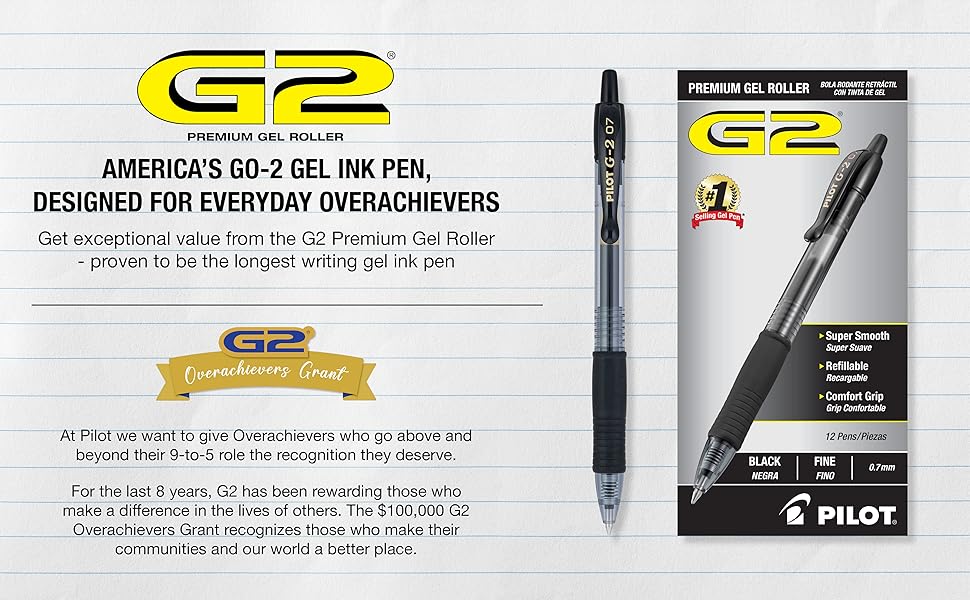 G2®
PREMIUM GEL ROLLER
AMERICA'S GO-2 GEL INK PEN,
DESIGNED FOR EVERYDAY OVERACHIEVERS
Get exceptional value from the G2 Premium Gel Roller
- proven to be the longest writing gel ink pen
G2®
Overachievers Grant
At Pilot we want to give Overachievers who go above and
beyond their 9-to-5 role the recognition they deserve.
For the last 8 years, G2 has been rewarding those who
make a difference in the lives of others. The $100,000 G2
Overachievers Grant recognizes those who make their
communities and our world a better place.
PILOT G-2 07
PREMIUM GEL ROLLER
BOLA RODANTE RETRÁCTIL
CON TINTA DE GEL
G2®
PILOT G-2 07
#1
Selling Gel Pen
Super Smooth
Super Suave
Refillable
Recargable
Comfort Grip
Grip Confortable
12 Pens/Piezas
BLACK
NEGRA
FINE
FINO
0.7mm
PILOT®